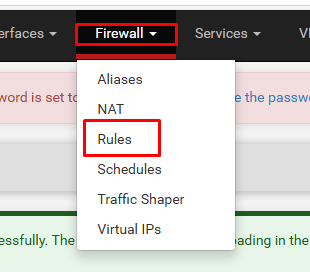 erfaces Firewall Services
Aliases
word is set to e the passw
NAT
Rules
Schedules
Traffic Shaper
essfully. The oading in the
Virtual IPs